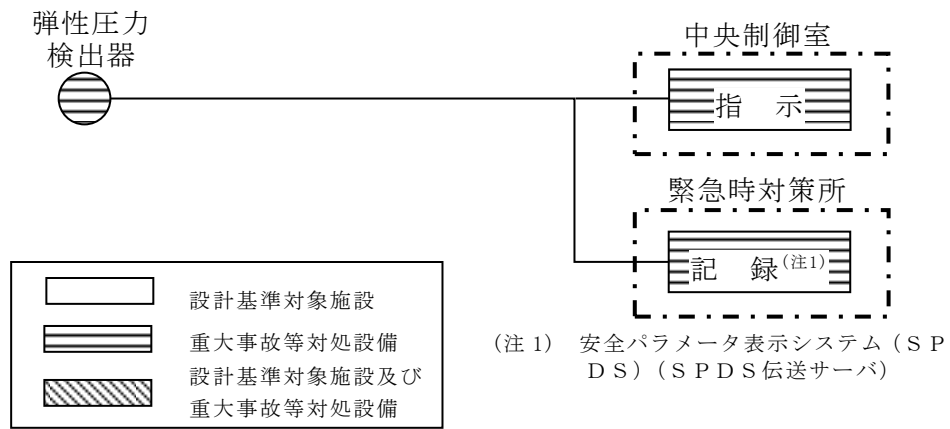 弾性圧力
検出器
中央制御室
指　示
緊急時対策所
記　録(注1)
設計基準対象施設
重大事故等対処設備
設計基準対象施設及び
重大事故等対処設備
(注 1)　安全パラメータ表示システム（ＳＰ
ＤＳ）（ＳＰＤＳ伝送サーバ）